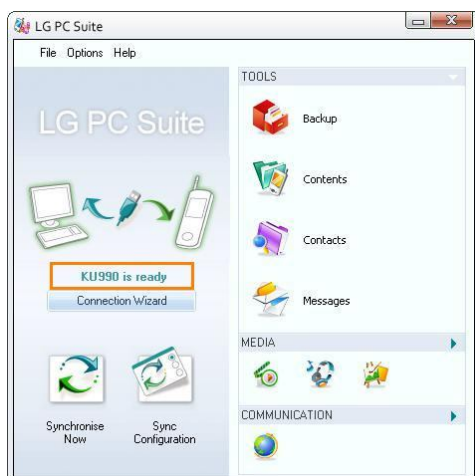 LG PC Suite
File Options Help
LG PC Suite
KU990 is ready
Connection Wizard
Synchronise
Now
Sync
Configuration
TOOLS
Backup
Contents
Contacts
Messages
MEDIA
COMMUNICATION